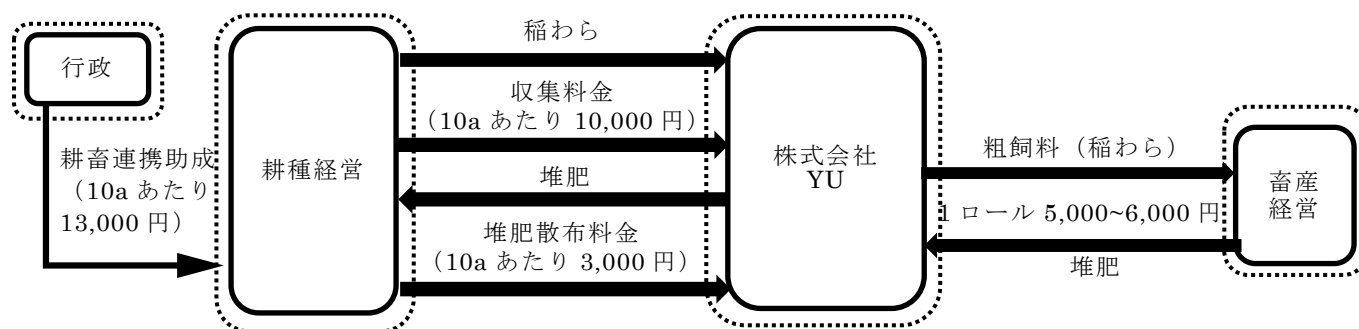 行政
耕畜連携助成
（10a あたり
13,000 円）
耕種経営
稲わら
収集料金
（10a あたり 10,000 円）
堆肥
堆肥散布料金
（10a あたり 3,000 円）
株式会社
YU
粗飼料（稲わら）
1 ロール 5,000~6,000 円
堆肥
畜産
経営